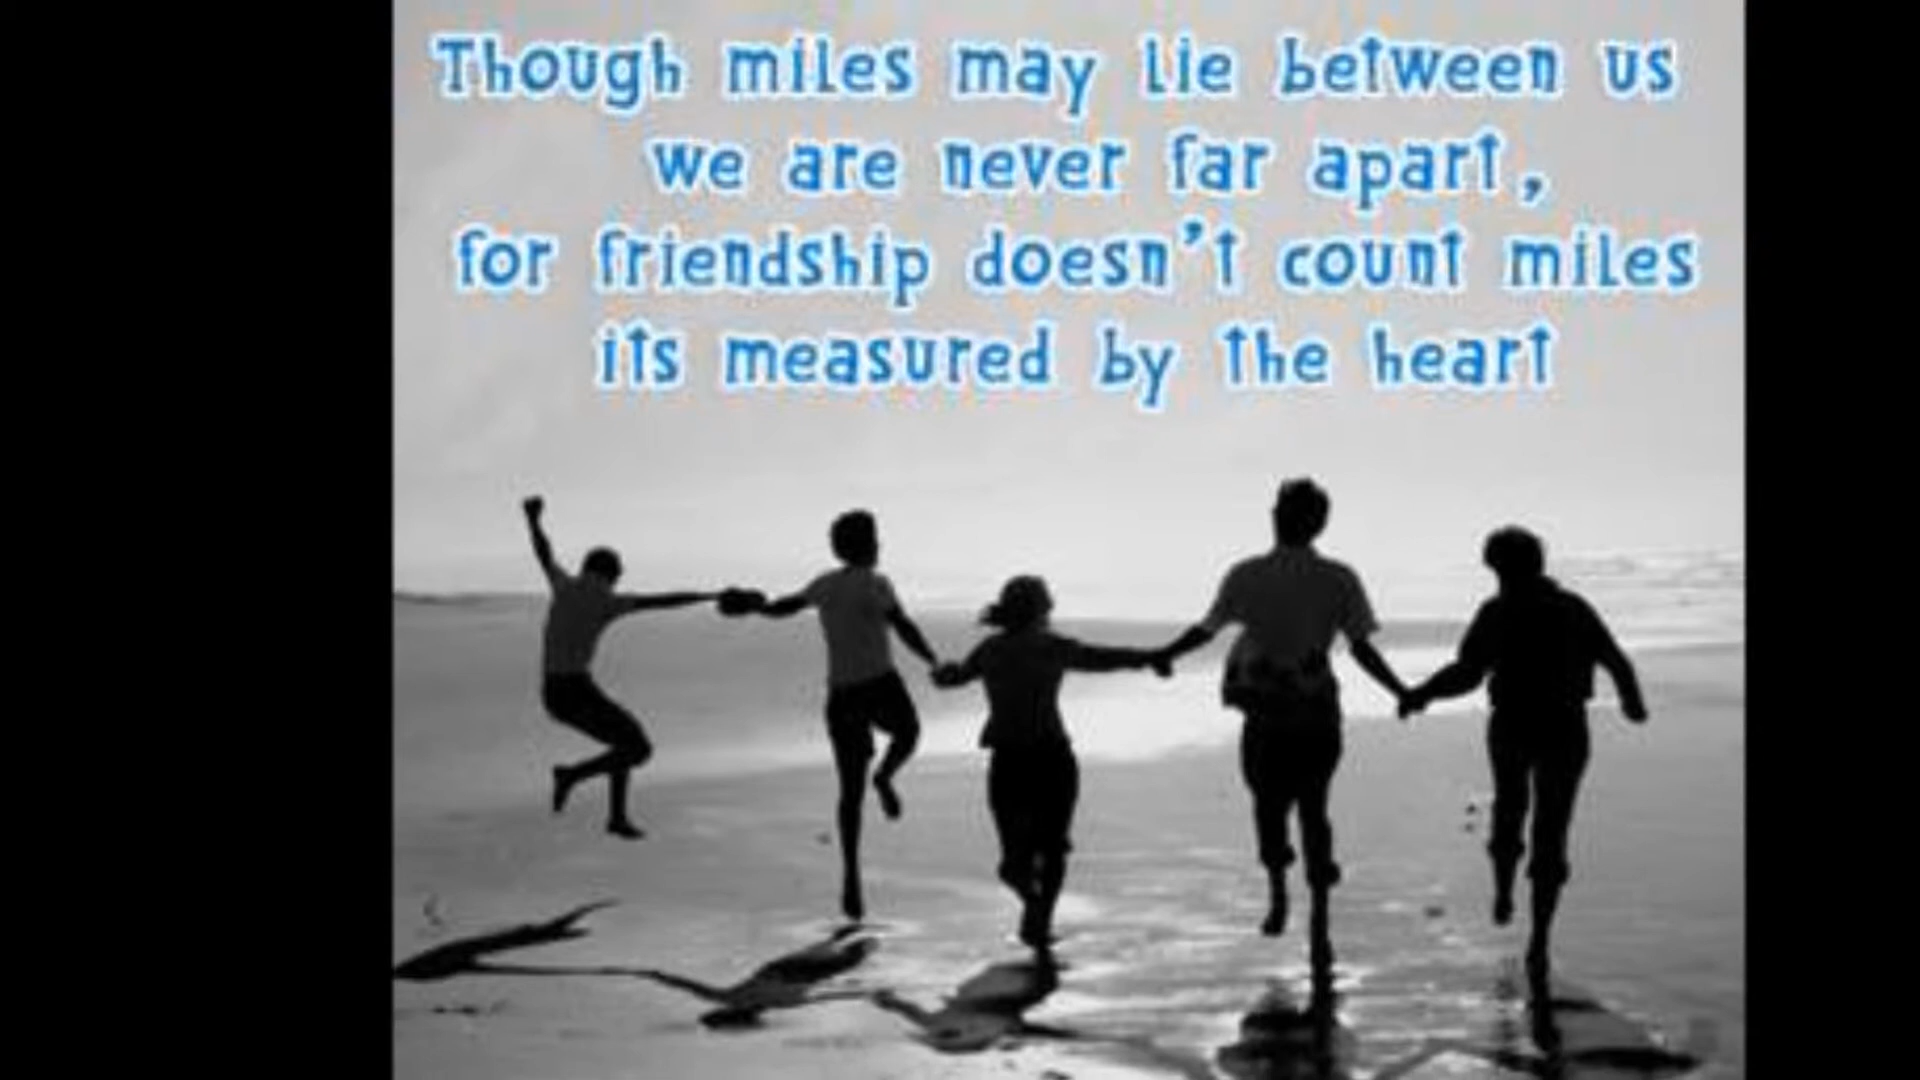 Though miles may lie between us
we are never far apart,
for friendship doesn't count miles
its measured by the heart